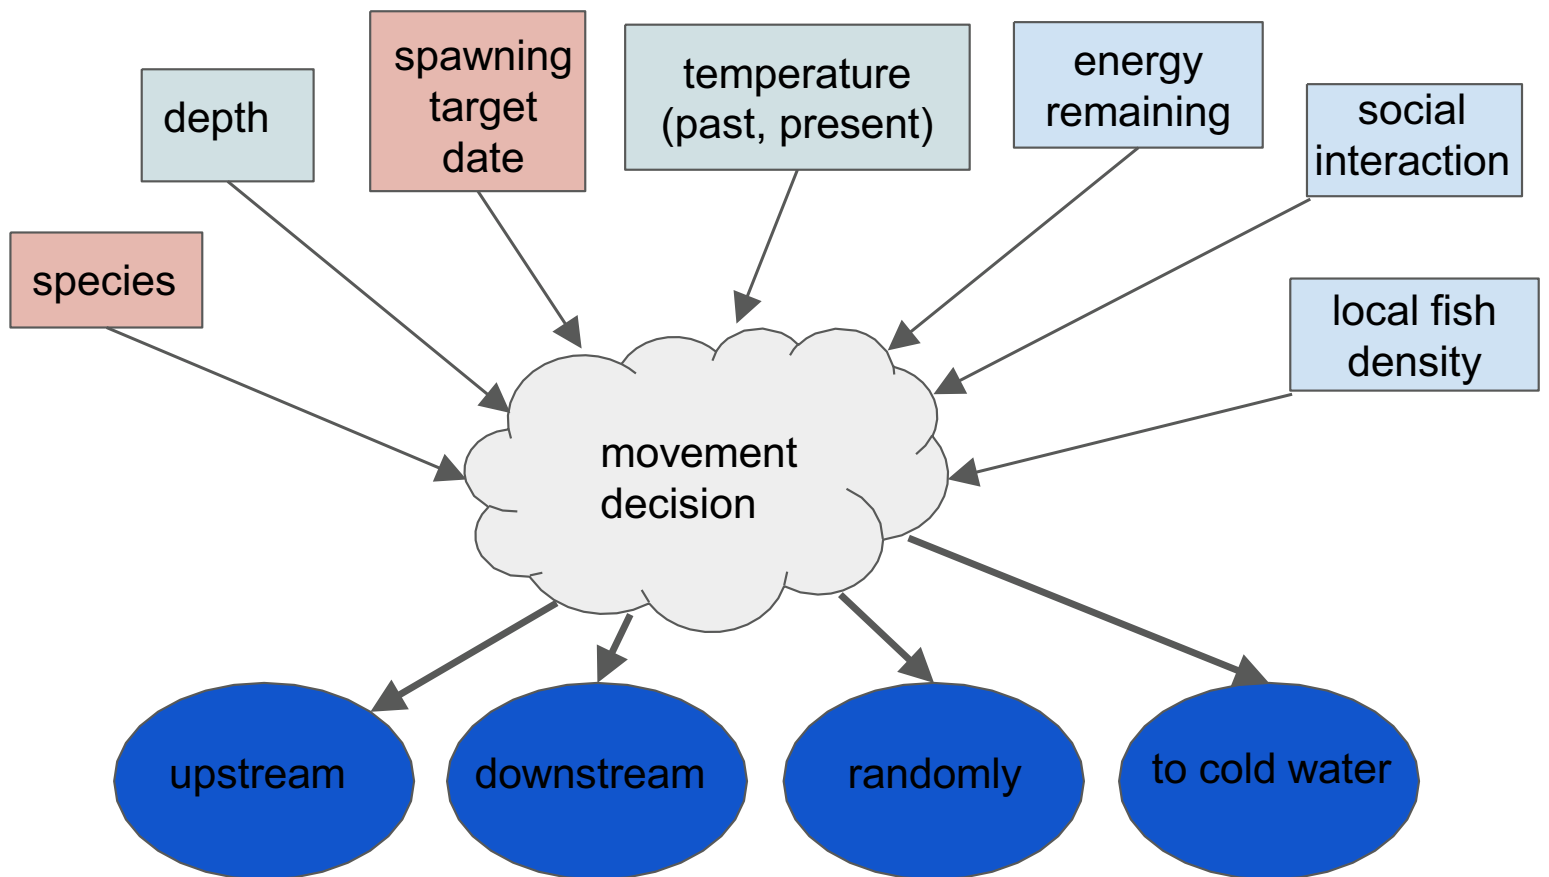 depth
spawning
target
date
temperature
(past, present)
energy
remaining
social
interaction
species
local fish
density
movement
decision
upstream
downstream
randomly
to cold water